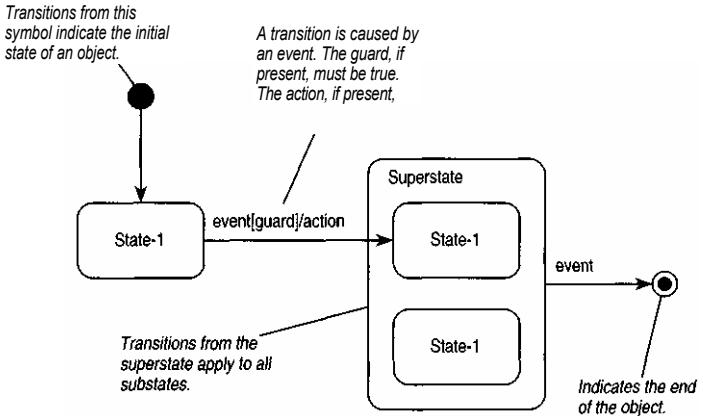 Transitions from this
symbol indicate the initial
state of an object.
A transition is caused by
an event. The guard, if
present, must be true.
The action, if present,
Superstate
State-1
event[guard]/action
State-1
event
State-1
Transitions from the
superstate apply to all
substates.
Indicates the end
of the object.